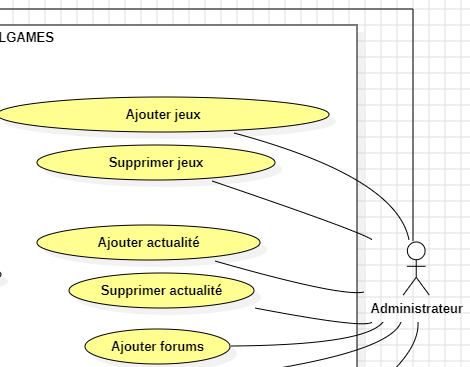 LGAMES
Ajouter jeux
Supprimer jeux
Ajouter actualité
Supprimer actualité
Administrateur
Ajouter forums